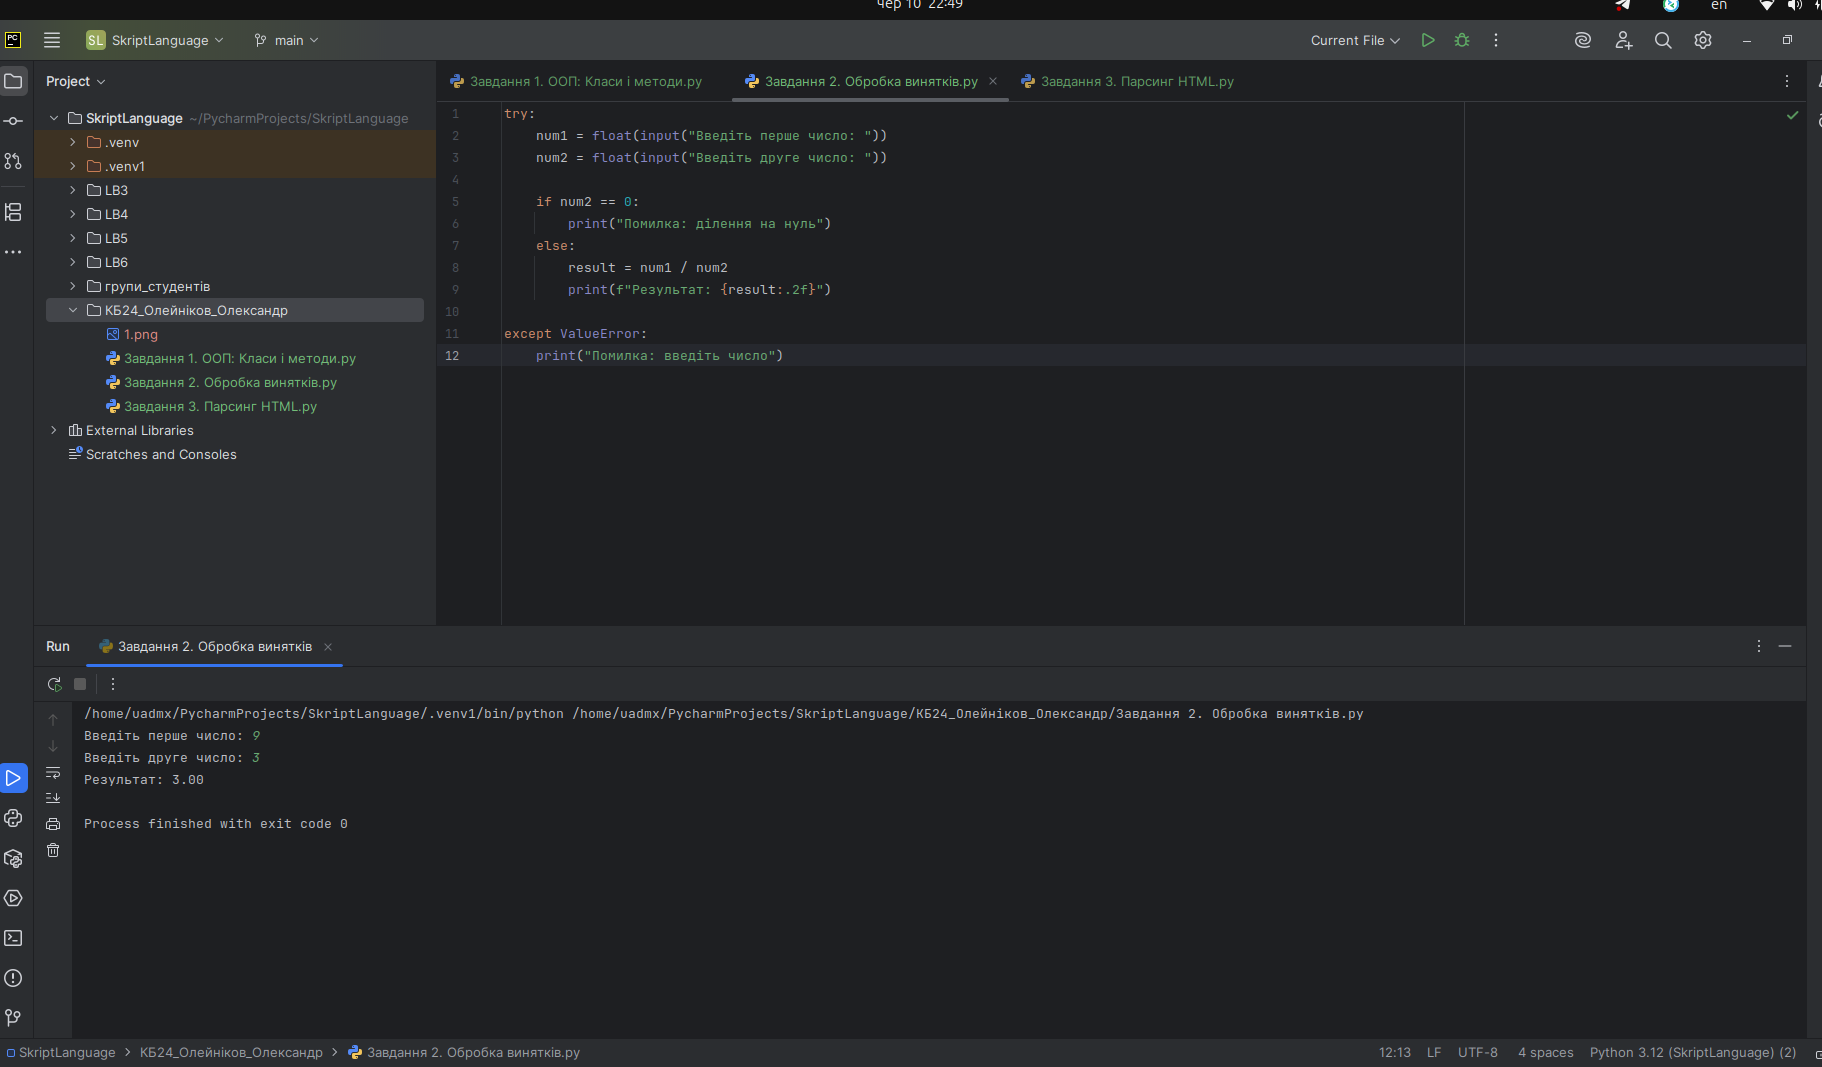 чер 10 22:49
en
PC
SL SkriptLanguage
main
Current File
Project
SkriptLanguage ~/PycharmProjects/SkriptLanguage
.venv
.venv1
LB3
LB4
LB5
LB6
групи_студентів
КБ24_Олейніков_Олександр
1.png
Завдання 1. ООП: Класи і методи.py
Завдання 2. Обробка винятків.py
Завдання 3. Парсинг HTML.py
External Libraries
Scratches and Consoles
Завдання 1. ООП: Класи і методи.py
Завдання 2. Обробка винятків.py
Завдання 3. Парсинг HTML.py
1 try:
2 num1 = float(input("Введіть перше число: "))
3 num2 = float(input("Введіть друге число: "))
4
5 if num2 == 0:
6 print("Помилка: ділення на нуль")
7 else:
8 result = num1 / num2
9 print(f"Результат: {result:.2f}")
10
11 except ValueError:
12 print("Помилка: введіть число")
Run
Завдання 2. Обробка винятків
/home/uadmx/PycharmProjects/SkriptLanguage/.venv1/bin/python /home/uadmx/PycharmProjects/SkriptLanguage/КБ24_Олейніков_Олександр/Завдання 2. Обробка винятків.py
Введіть перше число: 9
Введіть друге число: 3
Результат: 3.00
Process finished with exit code 0
SkriptLanguage > КБ24_Олейніков_Олександр > Завдання 2. Обробка винятків.py
12:13 LF UTF-8 4 spaces Python 3.12 (SkriptLanguage) (2)